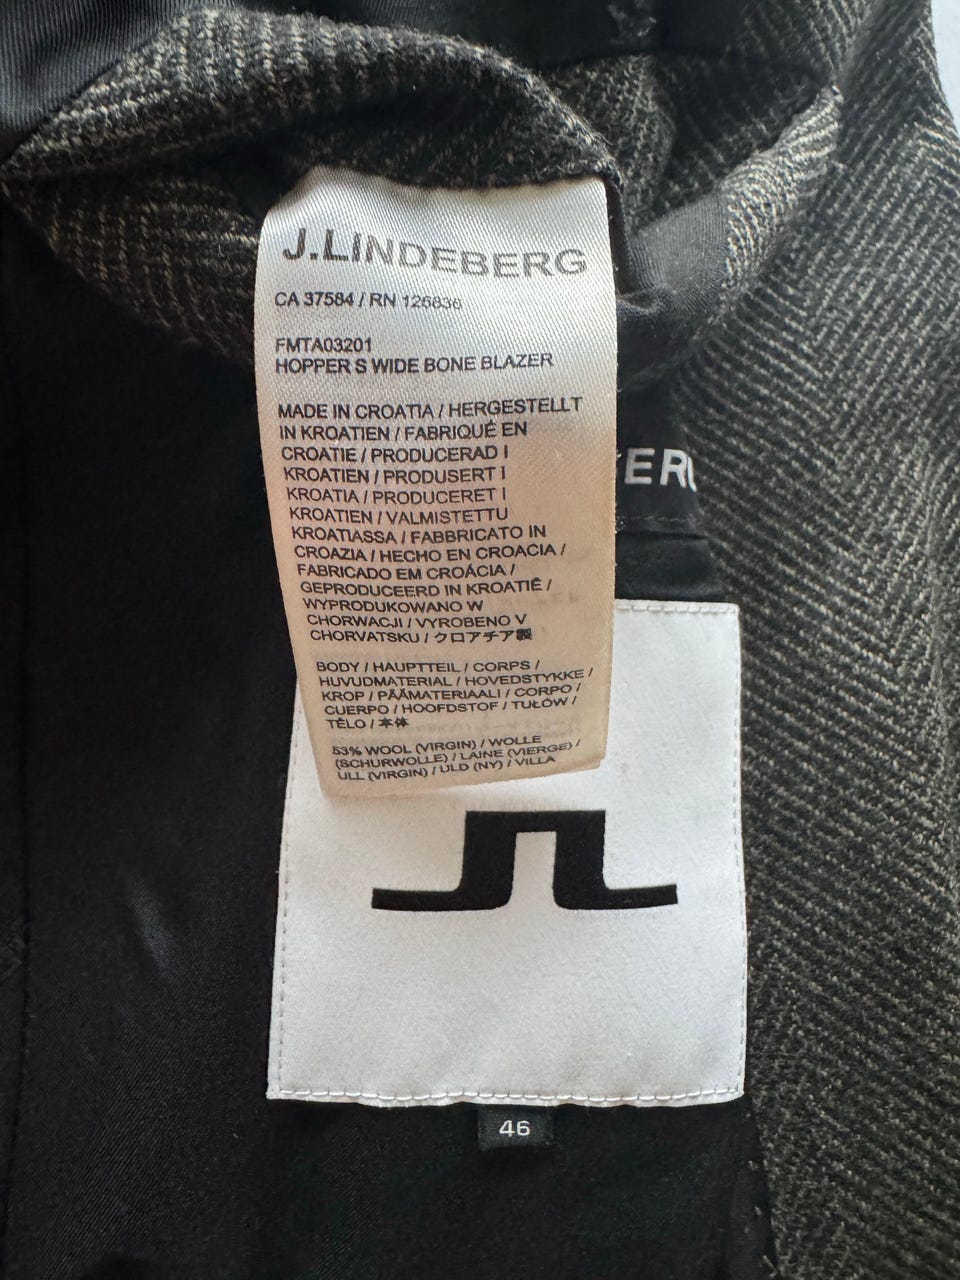 J.LINDEBERG
CA 37584 / RN 126836
FMTA03201
HOPPER S WIDE BONE BLAZER
MADE IN CROATIA / HERGESTELLT
IN KROATIEN / FABRIQUÉ EN
CROATIE / PRODUCERAD I
KROATIEN / PRODUSERT I
KROATIA / PRODUCERET I
KROATIEN / VALMISTETTU
KROATIASSA / FABBRICATO IN
CROAZIA / HECHO EN CROACIA /
FABRICADO EM CROÁCIA /
GEPRODUCEERD IN KROATIË /
WYPRODUKOWANO W
CHORWACJI / VYROBENO V
CHORVATSKU / クロアチア製
BODY / HAUPTTEIL / CORPS /
HUVUDMATERIAL / HOVEDSTYKKE /
KROP / PÄÄMATERIAALI / CORPO /
CUERPO / HOOFDSTOF / TUŁÓW /
TĚLO / 本体
53% WOOL (VIRGIN) / WOLLE
(SCHURWOLLE) / LAINE (VIERGE) /
ULL (VIRGIN) / ULD (NY) / VILLA
46